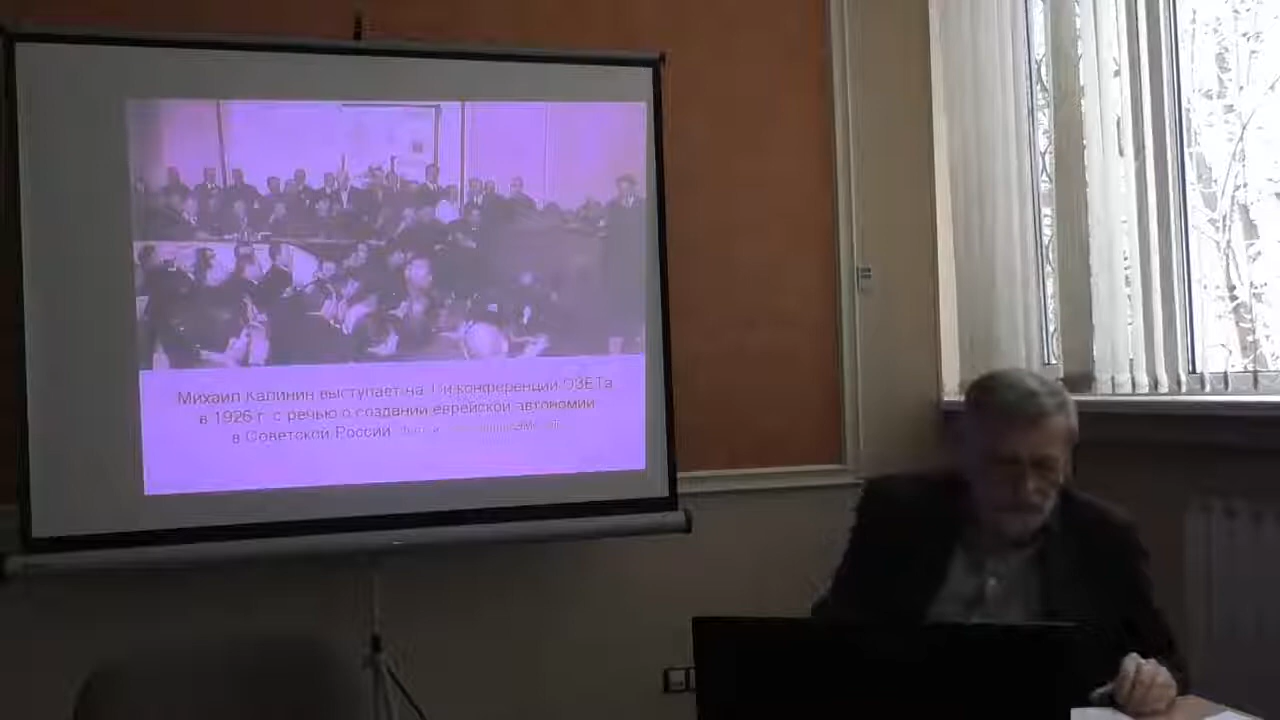 Михаил Калинин выступает на конференции ОЗЕТа
в 1926 г. с речью о создании еврейской автономии
в Советской России